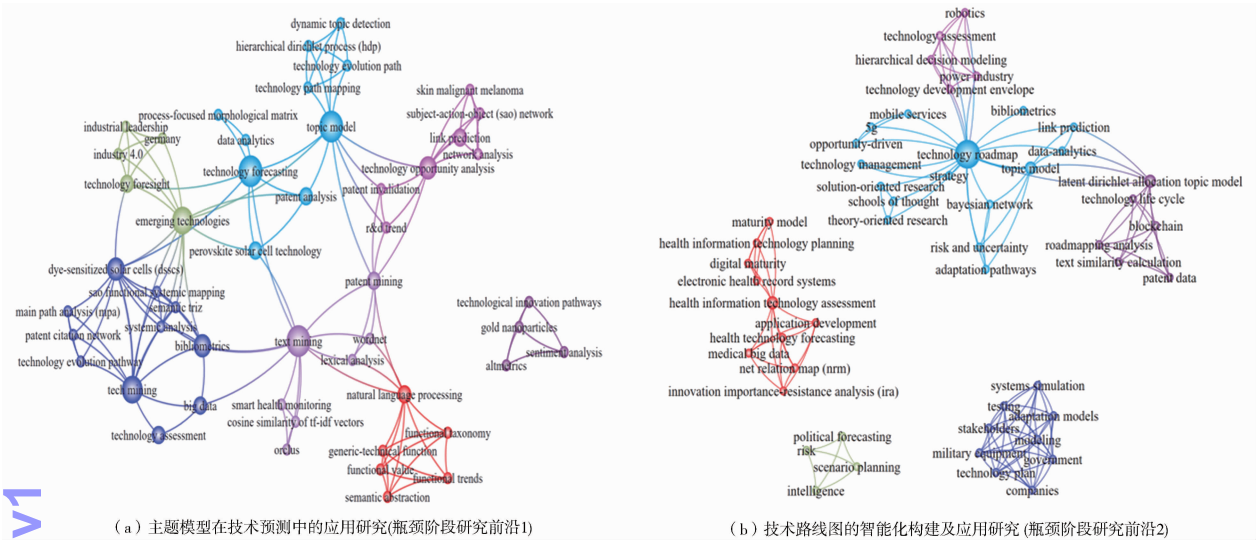 dynamic topic detection
hierarchical dirichlet process (hdp)
technology evolution path
technology path mapping
process-focused morphological matrix
topic model
data analytics
technology forecasting
patent analysis
perovskite solar cell technology
skin malignant melanoma
subject-action-object (sao) network
link prediction
network analysis
technology opportunity analysis
patent invalidation
r&d trend
patent mining
industrial leadership
germany
industry 4.0
technology foresight
emerging technologies
dye-sensitized solar cells (dsscs)
sao functional systemic mapping
semantic triz
main path analysis (mpa)
systemic analysis
patent citation network
bibliometrics
technology evolution pathway
tech mining
big data
technology assessment
text mining
wordnet
lexical analysis
smart health monitoring
cosine similarity of tf-idf vectors
orclus
natural language processing
functional taxonomy
generic-technical function
functional value
functional trends
semantic abstraction
technological innovation pathways
gold nanoparticles
sentiment analysis
altmetrics
（a）主题模型在技术预测中的应用研究(瓶颈阶段研究前沿1)
robotics
technology assessment
hierarchical decision modeling
power industry
technology development envelope
mobile services
bibliometrics
5g
link prediction
opportunity-driven
data-analytics
technology roadmap
technology management
topic model
strategy
latent dirichlet allocation topic model
solution-oriented research
technology life cycle
schools of thought
bayesian network
theory-oriented research
blockchain
risk and uncertainty
roadmapping analysis
text similarity calculation
adaptation pathways
patent data
maturity model
health information technology planning
digital maturity
electronic health record systems
health information technology assessment
application development
health technology forecasting
medical big data
net relation map (nrm)
innovation importance-resistance analysis (ira)
political forecasting
risk
scenario planning
intelligence
systems simulation
testing
adaptation models
stakeholders
modeling
military equipment
government
technology plan
companies
（b）技术路线图的智能化构建及应用研究 (瓶颈阶段研究前沿2)
v1